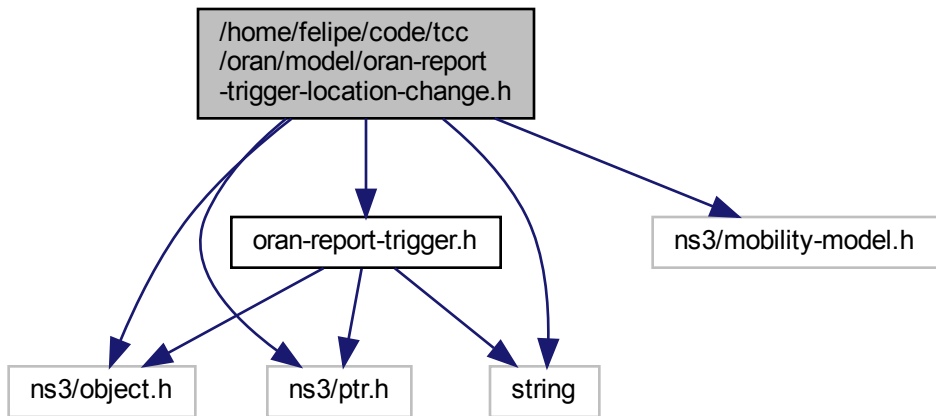 /home/felipe/code/tcc
/oran/model/oran-report
-trigger-location-change.h
oran-report-trigger.h
ns3/mobility-model.h
ns3/object.h
ns3/ptr.h
string